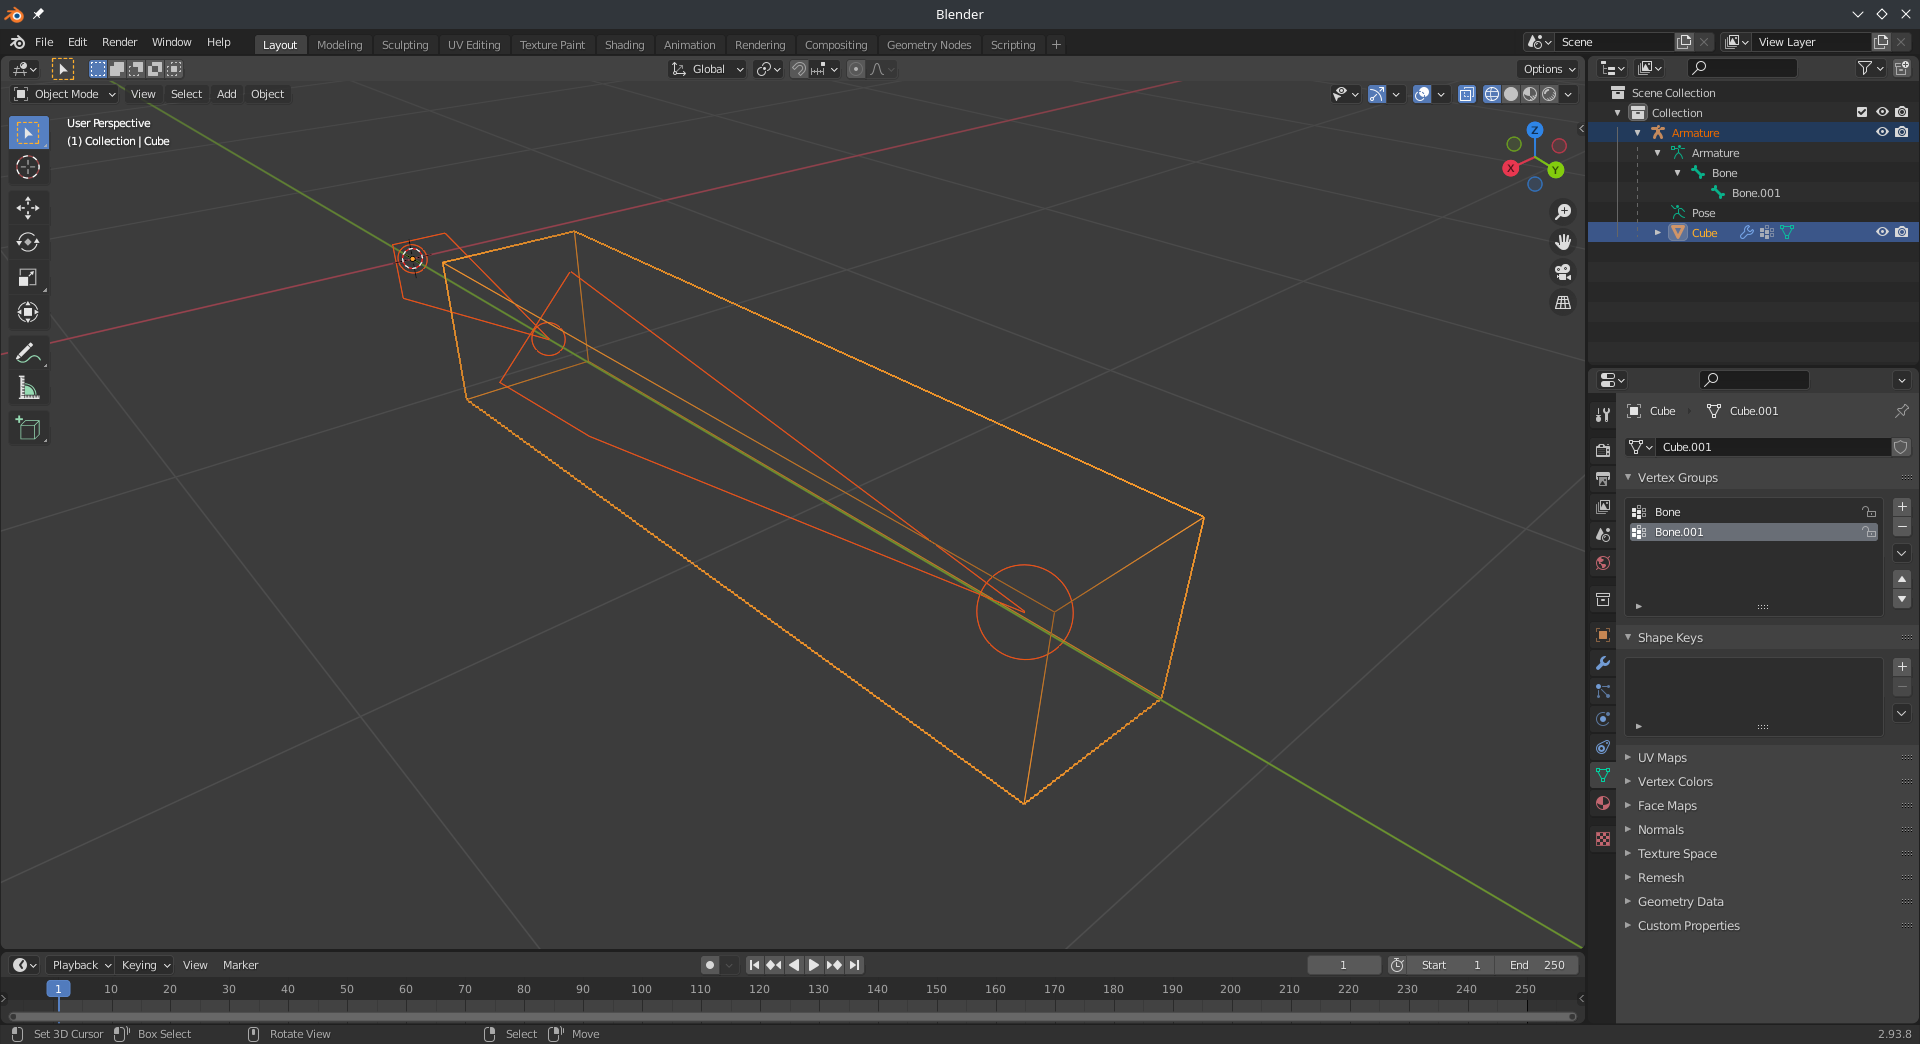 Blender
File Edit Render Window Help Layout Modeling Sculpting UV Editing Texture Paint Shading Animation Rendering Compositing Geometry Nodes Scripting + Scene View Layer
Global Options
Object Mode View Select Add Object
User Perspective
(1) Collection | Cube
Z
X
Y
Scene Collection
Collection
Armature
Armature
Bone
Bone.001
Pose
Cube
Cube Cube.001
Cube.001
Vertex Groups
Bone
Bone.001
Shape Keys
UV Maps
Vertex Colors
Face Maps
Normals
Texture Space
Remesh
Geometry Data
Custom Properties
Playback Keying View Marker 1 Start 1 End 250
1 10 20 30 40 50 60 70 80 90 100 110 120 130 140 150 160 170 180 190 200 210 220 230 240 250
Set 3D Cursor Box Select Rotate View Select Move 2.93.8